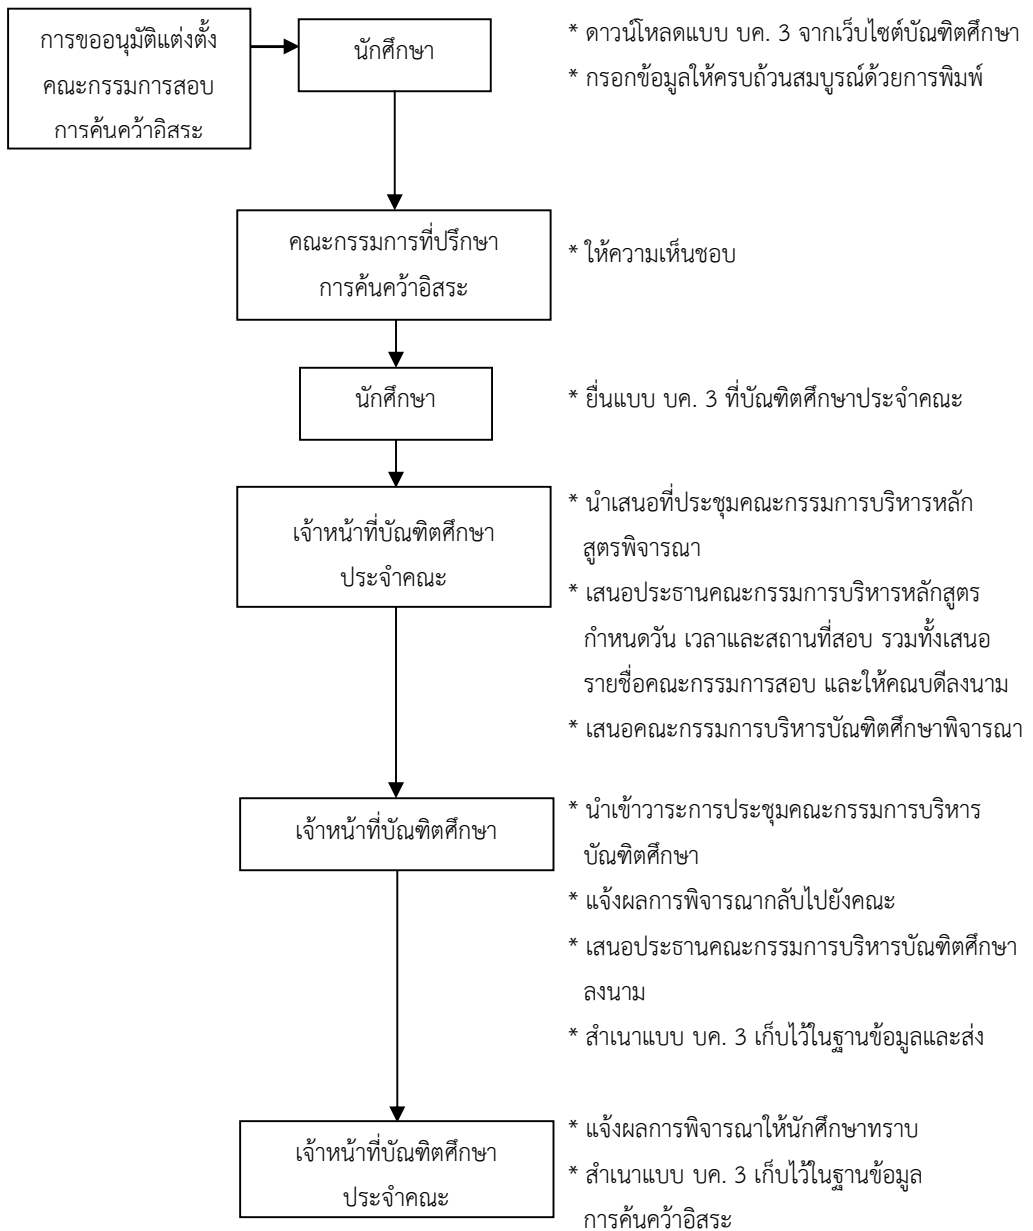 การขออนุมัติแต่งตั้ง
คณะกรรมการสอบ
การค้นคว้าอิสระ
นักศึกษา
* ดาวน์โหลดแบบ บค. 3 จากเว็บไซต์บัณฑิตศึกษา
* กรอกข้อมูลให้ครบถ้วนสมบูรณ์ด้วยการพิมพ์
คณะกรรมการที่ปรึกษา
การค้นคว้าอิสระ
* ให้ความเห็นชอบ
นักศึกษา
* ยื่นแบบ บค. 3 ที่บัณฑิตศึกษาประจำคณะ
เจ้าหน้าที่บัณฑิตศึกษา
ประจำคณะ
* นำเสนอที่ประชุมคณะกรรมการบริหารหลัก
สูตรพิจารณา
* เสนอประธานคณะกรรมการบริหารหลักสูตร
กำหนดวัน เวลาและสถานที่สอบ รวมทั้งเสนอ
รายชื่อคณะกรรมการสอบ และให้คณบดีลงนาม
* เสนอคณะกรรมการบริหารบัณฑิตศึกษาพิจารณา
เจ้าหน้าที่บัณฑิตศึกษา
* นำเข้าวาระการประชุมคณะกรรมการบริหาร
บัณฑิตศึกษา
* แจ้งผลการพิจารณากลับไปยังคณะ
* เสนอประธานคณะกรรมการบริหารบัณฑิตศึกษา
ลงนาม
* สำเนาแบบ บค. 3 เก็บไว้ในฐานข้อมูลและส่ง
เจ้าหน้าที่บัณฑิตศึกษา
ประจำคณะ
* แจ้งผลการพิจารณาให้นักศึกษาทราบ
* สำเนาแบบ บค. 3 เก็บไว้ในฐานข้อมูล
การค้นคว้าอิสระ